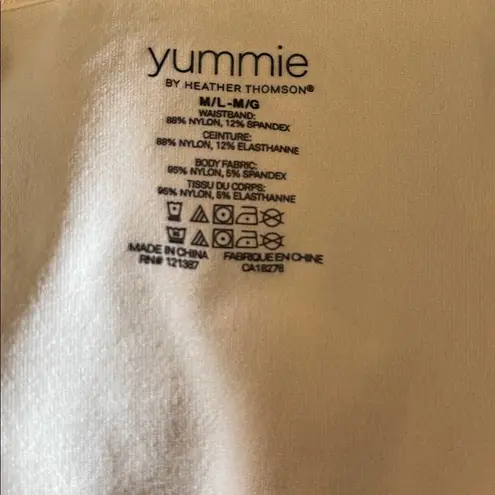 yummie
BY HEATHER THOMSON®
M/L-M/G
WAISTBAND:
88% NYLON, 12% SPANDEX
CEINTURE:
88% NYLON, 12% ELASTHANNE
BODY FABRIC:
95% NYLON, 5% SPANDEX
TISSU DU CORPS:
95% NYLON, 5% ELASTHANNE
MADE IN CHINA FABRIQUE EN CHINE
RN# 121387 CA18278